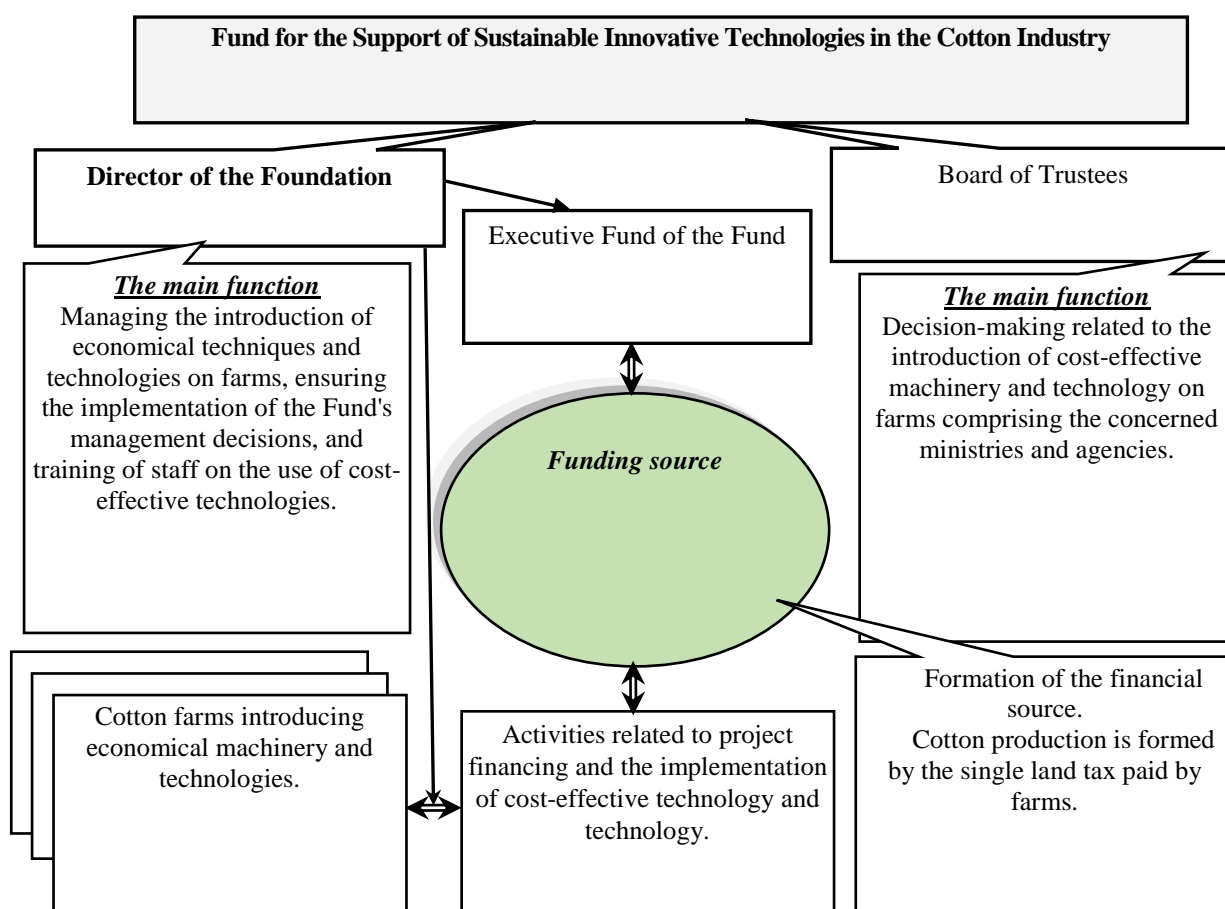 Fund for the Support of Sustainable Innovative Technologies in the Cotton Industry
Director of the Foundation
Board of Trustees
Executive Fund of the Fund
The main function
Managing the introduction of
economical techniques and
technologies on farms, ensuring
the implementation of the Fund's
management decisions, and
training of staff on the use of cost-
effective technologies.
The main function
Decision-making related to the
introduction of cost-effective
machinery and technology on
farms comprising the concerned
ministries and agencies.
Funding source
Cotton farms introducing
economical machinery and
technologies.
Activities related to project
financing and the implementation
of cost-effective technology and
technology.
Formation of the financial
source.
Cotton production is formed
by the single land tax paid by
farms.